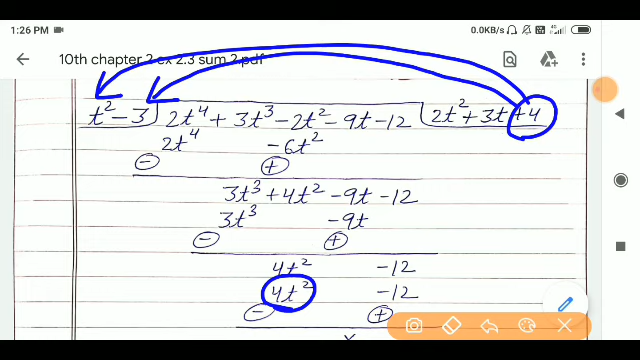 1:26 PM 0.0KB/s
10th chapter 2 ex 2.3 sum 2.pdf
t² - 3) 2t⁴ + 3t³ - 2t² - 9t - 12 (2t² + 3t + 4
2t⁴ - 6t²
(-) (+)
3t³ + 4t² - 9t - 12
3t³ - 9t
(-) (+)
4t² - 12
4t² - 12
(-) (+)
x